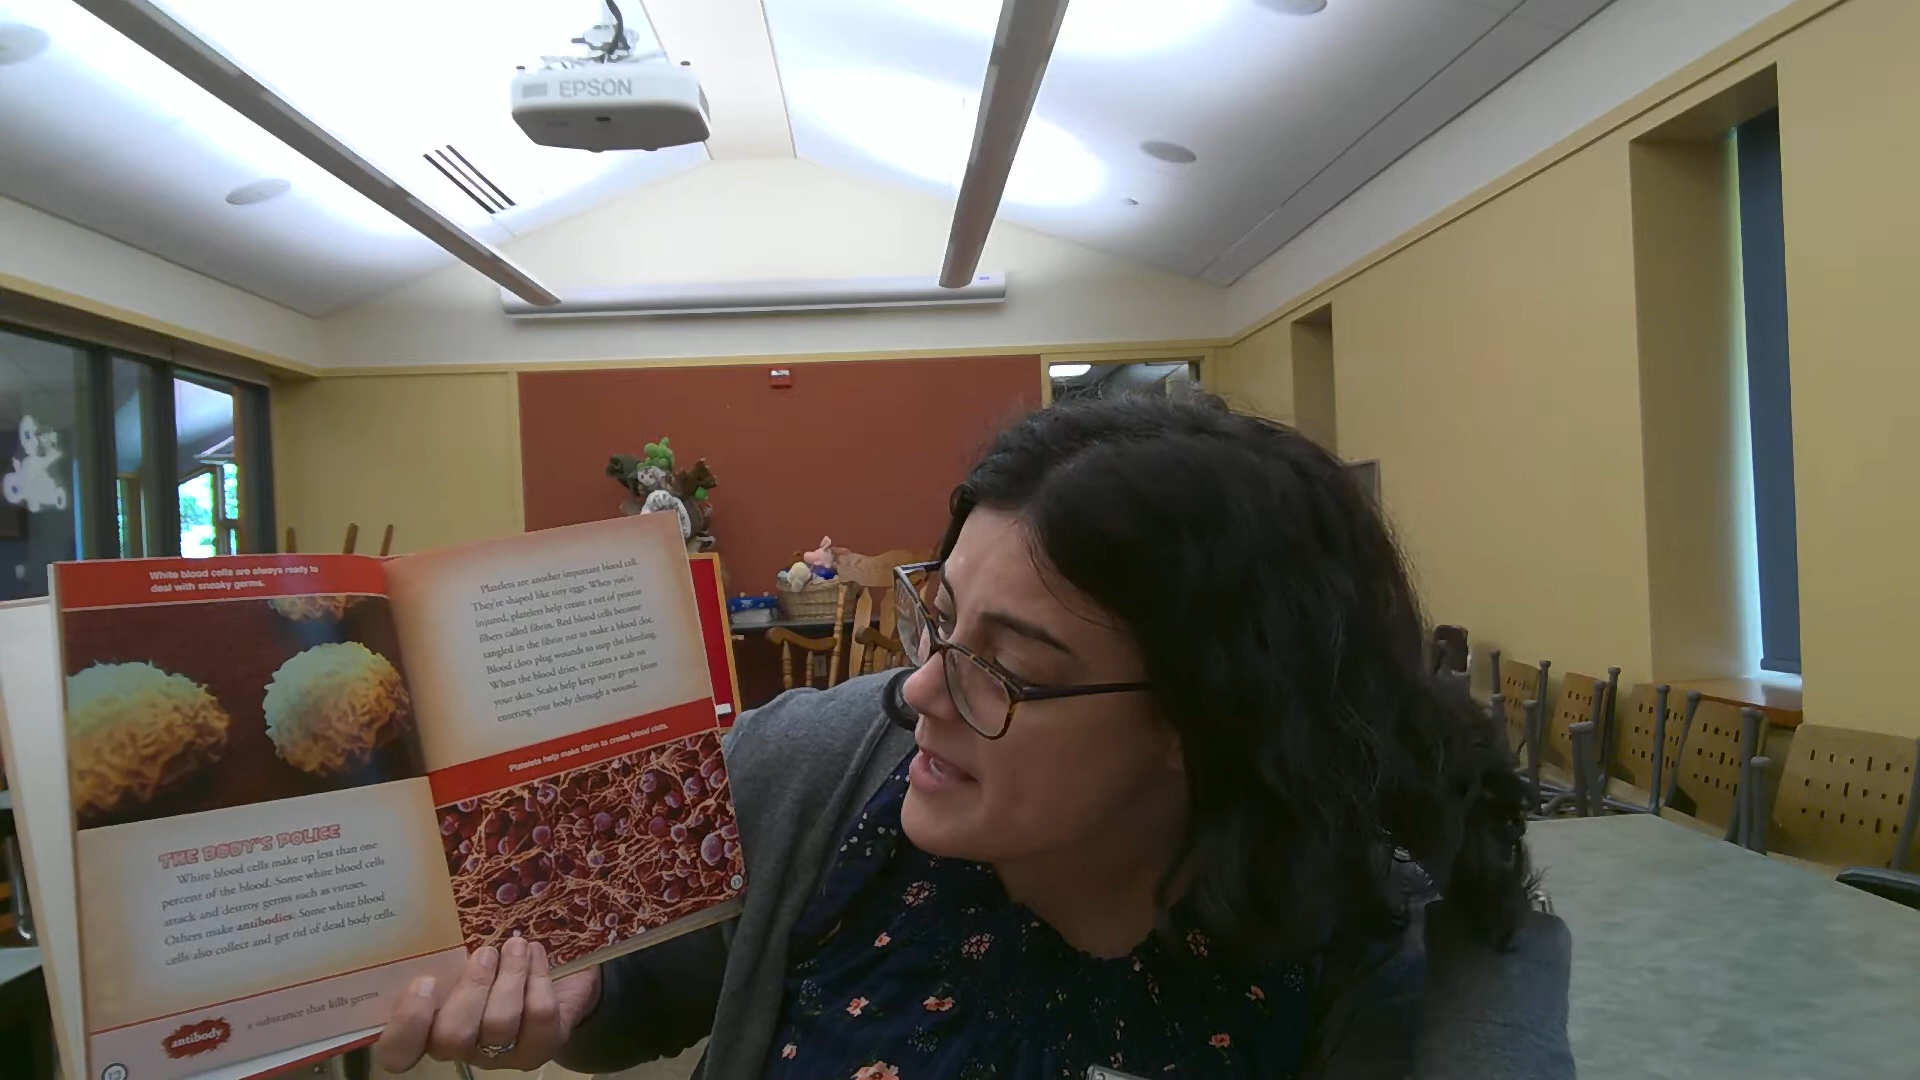 EPSON
White blood cells are always ready to
deal with sneaky germs.
THE BODY'S POLICE
White blood cells make up less than one
percent of the blood. Some white blood cells
attack and destroy germs such as viruses.
Others make antibodies. Some white blood
cells also collect and get rid of dead body cells.
antibody
a substance that kills germs
12
Platelets are another important blood cell.
They're shaped like tiny eggs. When you're
injured, platelets help create a net of protein
fibers called fibrin. Red blood cells become
tangled in the fibrin net to make a blood clot.
Blood clots plug wounds to stop the bleeding.
When the blood dries, it creates a scab on
your skin. Scabs help keep nasty germs from
entering your body through a wound.
Platelets help make fibrin to create blood clots.
13